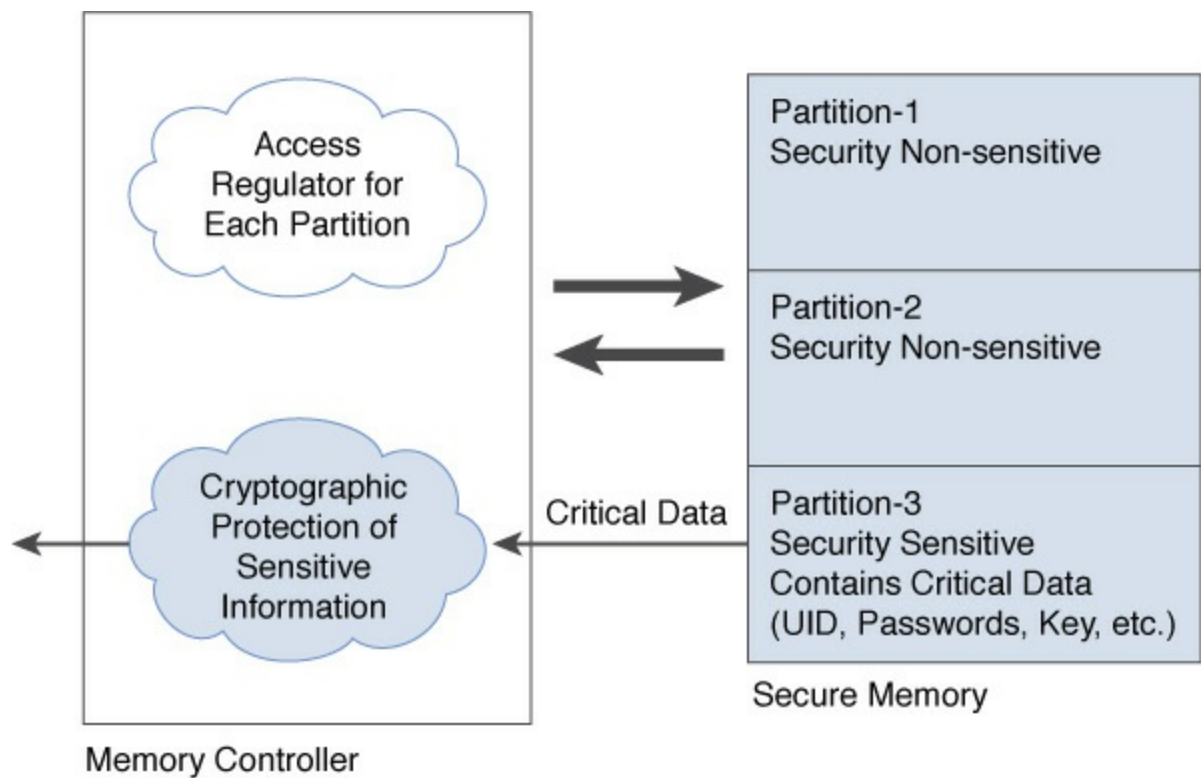 Access
Regulator for
Each Partition
Cryptographic
Protection of
Sensitive
Information
Memory Controller
Critical Data
Partition-1
Security Non-sensitive
Partition-2
Security Non-sensitive
Partition-3
Security Sensitive
Contains Critical Data
(UID, Passwords, Key, etc.)
Secure Memory